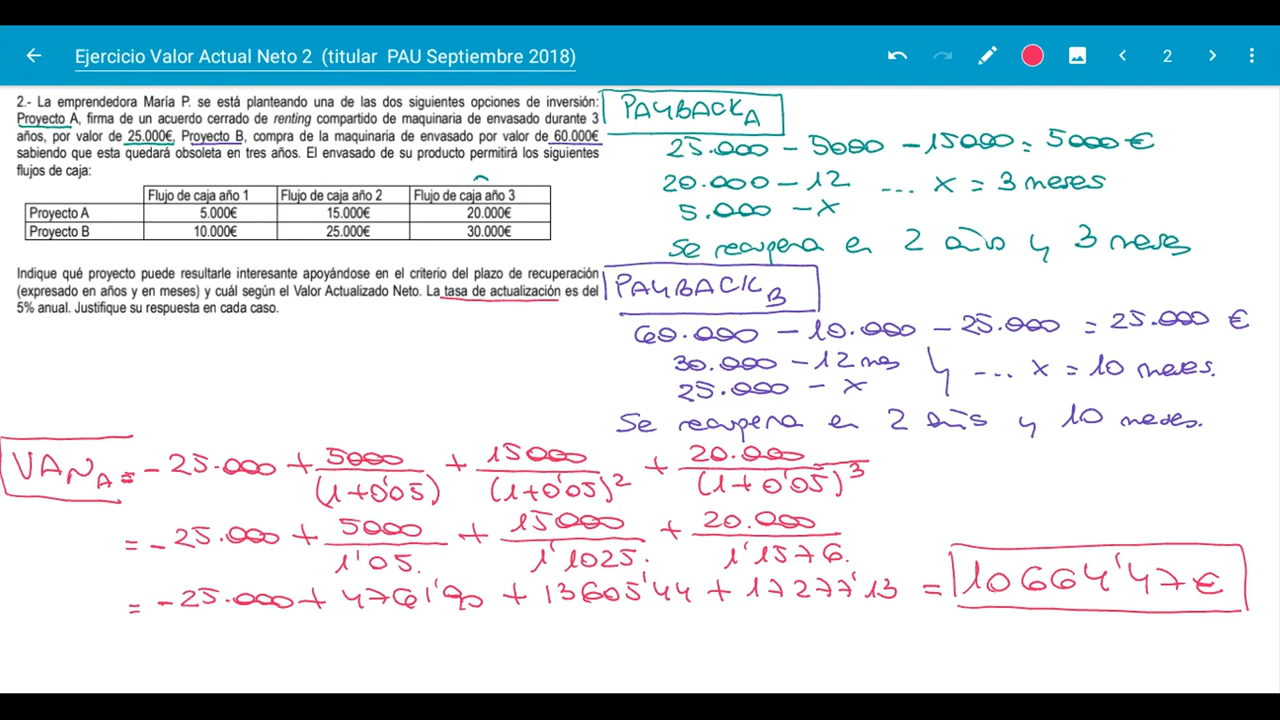 Ejercicio Valor Actual Neto 2 (titular PAU Septiembre 2018)
2
2.- La emprendedora María P. se está planteando una de las dos siguientes opciones de inversión:
Proyecto A, firma de un acuerdo cerrado de renting compartido de maquinaria de envasado durante 3
años, por valor de 25.000€, Proyecto B, compra de la maquinaria de envasado por valor de 60.000€
sabiendo que esta quedará obsoleta en tres años. El envasado de su producto permitirá los siguientes
flujos de caja:
Flujo de caja año 1 Flujo de caja año 2 Flujo de caja año 3
Proyecto A 5.000€ 15.000€ 20.000€
Proyecto B 10.000€ 25.000€ 30.000€
Indique qué proyecto puede resultarle interesante apoyándose en el criterio del plazo de recuperación
(expresado en años y en meses) y cuál según el Valor Actualizado Neto. La tasa de actualización es del
5% anual. Justifique su respuesta en cada caso.
PAYBACK A
25.000 - 5000 - 15000 = 5000 €
20.000 - 12 ... x = 3 meses
5.000 - x
Se recupera en 2 años y 3 meses
PAYBACK B
60.000 - 10.000 - 25.000 = 25.000 €
30.000 - 12 mes ... x = 10 meses.
25.000 - x
Se recupera en 2 años y 10 meses.
VAN A = -25.000 + 5000/(1+0'05) + 15000/(1+0'05)² + 20.000/(1+0'05)³
= -25.000 + 5000/1'05. + 15000/1'1025. + 20.000/1'1576.
= -25.000 + 4761'90 + 13605'44 + 17277'13 = 10664'47€